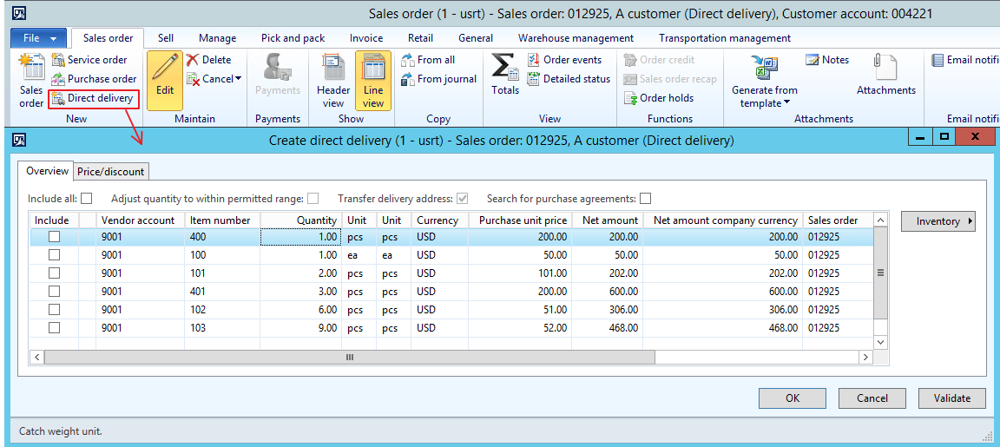 Sales order (1 - usrt) - Sales order: 012925, A customer (Direct delivery), Customer account: 004221
File Sales order Sell Manage Pick and pack Invoice Retail General Warehouse management Transportation management
Sales order
Service order
Purchase order
Direct delivery
New
Edit
Delete
Cancel
Maintain
Payments
Payments
Header view
Line view
Show
From all
From journal
Copy
Totals
Order events
Detailed status
View
Order credit
Sales order recap
Order holds
Functions
Generate from template
Notes
Attachments
Attachments
Email notifi
Email notifi
Create direct delivery (1 - usrt) - Sales order: 012925, A customer (Direct delivery)
Overview Price/discount
Include all: Adjust quantity to within permitted range: Transfer delivery address: Search for purchase agreements:
Include Vendor account Item number Quantity Unit Unit Currency Purchase unit price Net amount Net amount company currency Sales order
9001 400 1.00 pcs pcs USD 200.00 200.00 200.00 012925
9001 100 1.00 ea ea USD 50.00 50.00 50.00 012925
9001 101 2.00 pcs pcs USD 101.00 202.00 202.00 012925
9001 401 3.00 pcs pcs USD 200.00 600.00 600.00 012925
9001 102 6.00 pcs pcs USD 51.00 306.00 306.00 012925
9001 103 9.00 pcs pcs USD 52.00 468.00 468.00 012925
Inventory
OK Cancel Validate
Catch weight unit.